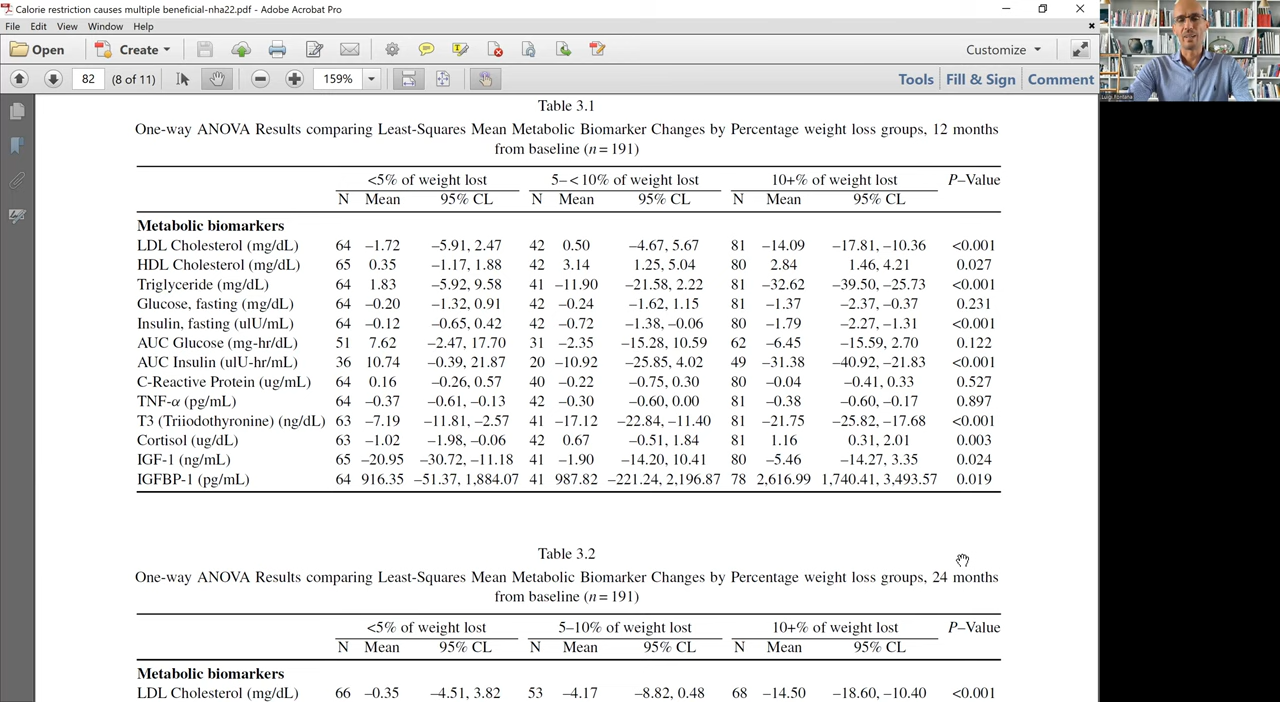 Calorie restriction causes multiple beneficial-nha22.pdf - Adobe Acrobat Pro
File Edit View Window Help
Open Create Customize
82 (8 of 11) 159% Tools Fill & Sign Comment
Luigi Fontana
Table 3.1
One-way ANOVA Results comparing Least-Squares Mean Metabolic Biomarker Changes by Percentage weight loss groups, 12 months
from baseline (n = 191)
<5% of weight lost 5–<10% of weight lost 10+% of weight lost P–Value
N Mean 95% CL N Mean 95% CL N Mean 95% CL
Metabolic biomarkers
LDL Cholesterol (mg/dL) 64 –1.72 –5.91, 2.47 42 0.50 –4.67, 5.67 81 –14.09 –17.81, –10.36 <0.001
HDL Cholesterol (mg/dL) 65 0.35 –1.17, 1.88 42 3.14 1.25, 5.04 80 2.84 1.46, 4.21 0.027
Triglyceride (mg/dL) 64 1.83 –5.92, 9.58 41 –11.90 –21.58, 2.22 81 –32.62 –39.50, –25.73 <0.001
Glucose, fasting (mg/dL) 64 –0.20 –1.32, 0.91 42 –0.24 –1.62, 1.15 81 –1.37 –2.37, –0.37 0.231
Insulin, fasting (ulU/mL) 64 –0.12 –0.65, 0.42 42 –0.72 –1.38, –0.06 80 –1.79 –2.27, –1.31 <0.001
AUC Glucose (mg-hr/dL) 51 7.62 –2.47, 17.70 31 –2.35 –15.28, 10.59 62 –6.45 –15.59, 2.70 0.122
AUC Insulin (ulU-hr/mL) 36 10.74 –0.39, 21.87 20 –10.92 –25.85, 4.02 49 –31.38 –40.92, –21.83 <0.001
C-Reactive Protein (ug/mL) 64 0.16 –0.26, 0.57 40 –0.22 –0.75, 0.30 80 –0.04 –0.41, 0.33 0.527
TNF-α (pg/mL) 64 –0.37 –0.61, –0.13 42 –0.30 –0.60, 0.00 81 –0.38 –0.60, –0.17 0.897
T3 (Triiodothyronine) (ng/dL) 63 –7.19 –11.81, –2.57 41 –17.12 –22.84, –11.40 81 –21.75 –25.82, –17.68 <0.001
Cortisol (ug/dL) 63 –1.02 –1.98, –0.06 42 0.67 –0.51, 1.84 81 1.16 0.31, 2.01 0.003
IGF-1 (ng/mL) 65 –20.95 –30.72, –11.18 41 –1.90 –14.20, 10.41 80 –5.46 –14.27, 3.35 0.024
IGFBP-1 (pg/mL) 64 916.35 –51.37, 1,884.07 41 987.82 –221.24, 2,196.87 78 2,616.99 1,740.41, 3,493.57 0.019
Table 3.2
One-way ANOVA Results comparing Least-Squares Mean Metabolic Biomarker Changes by Percentage weight loss groups, 24 months
from baseline (n = 191)
<5% of weight lost 5–10% of weight lost 10+% of weight lost P–Value
N Mean 95% CL N Mean 95% CL N Mean 95% CL
Metabolic biomarkers
LDL Cholesterol (mg/dL) 66 –0.35 –4.51, 3.82 53 –4.17 –8.82, 0.48 68 –14.50 –18.60, –10.40 <0.001